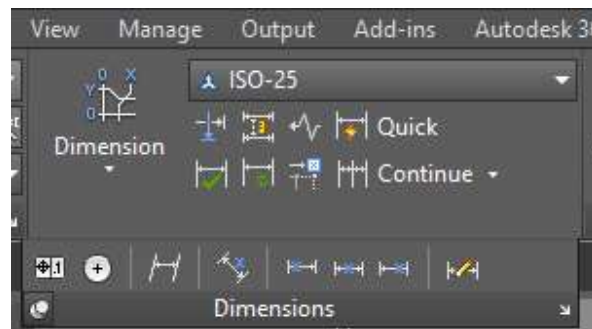 View Manage Output Add-ins Autodesk 3
ISO-25
Dimension
Quick
Continue
Dimensions